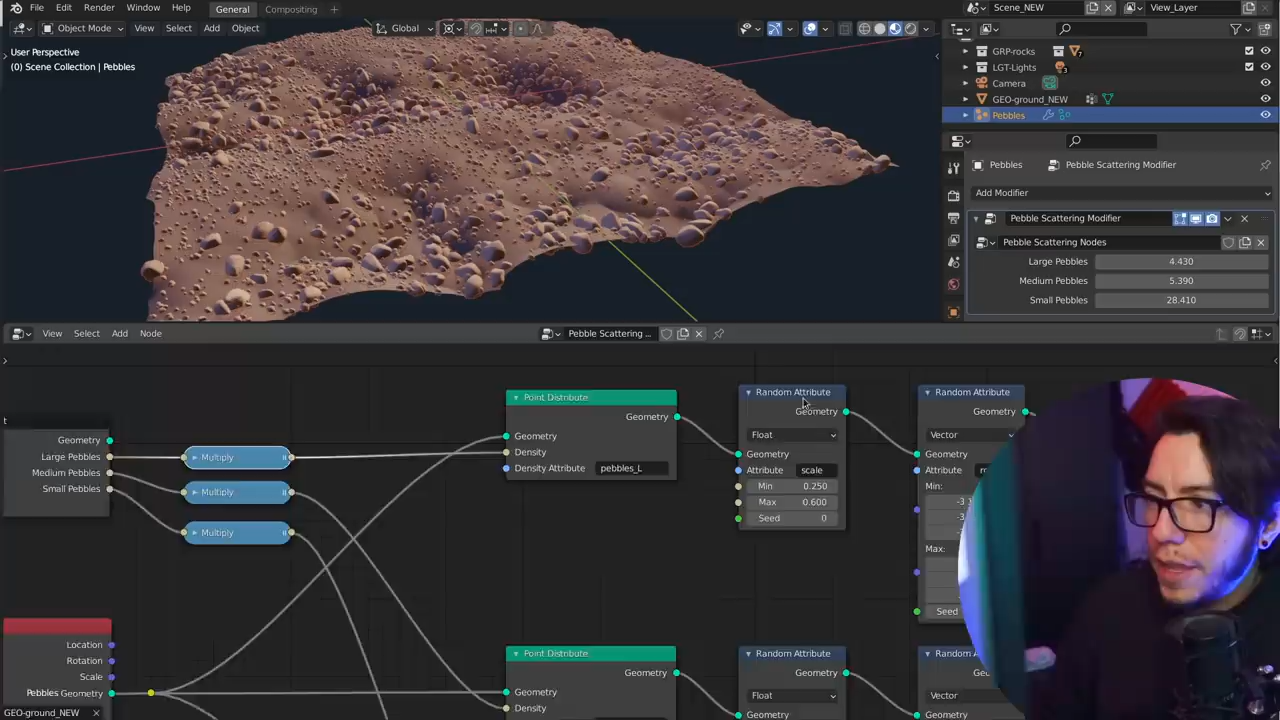 File Edit Render Window Help General Compositing + Scene_NEW View_Layer
Object Mode View Select Add Object Global
User Perspective
(0) Scene Collection | Pebbles
GRP-rocks 7
LGT-Lights 3
Camera
GEO-ground_NEW
Pebbles
Pebbles Pebble Scattering Modifier
Add Modifier
Pebble Scattering Modifier
Pebble Scattering Nodes
Large Pebbles 4.430
Medium Pebbles 5.390
Small Pebbles 28.410
View Select Add Node Pebble Scattering ...
Geometry
Large Pebbles
Medium Pebbles
Small Pebbles
Multiply
Multiply
Multiply
Point Distribute
Geometry
Geometry
Density
Density Attribute pebbles_L
Random Attribute
Geometry
Float
Geometry
Attribute scale
Min 0.250
Max 0.600
Seed 0
Random Attribute
Geometry
Vector
Geometry
Attribute
Min:
Max:
Seed
Location
Rotation
Scale
Pebbles Geometry
GEO-ground_NEW
Point Distribute
Geometry
Geometry
Density
Random Attribute
Geometry
Float
Geometry
Random A
Vector
Geometry